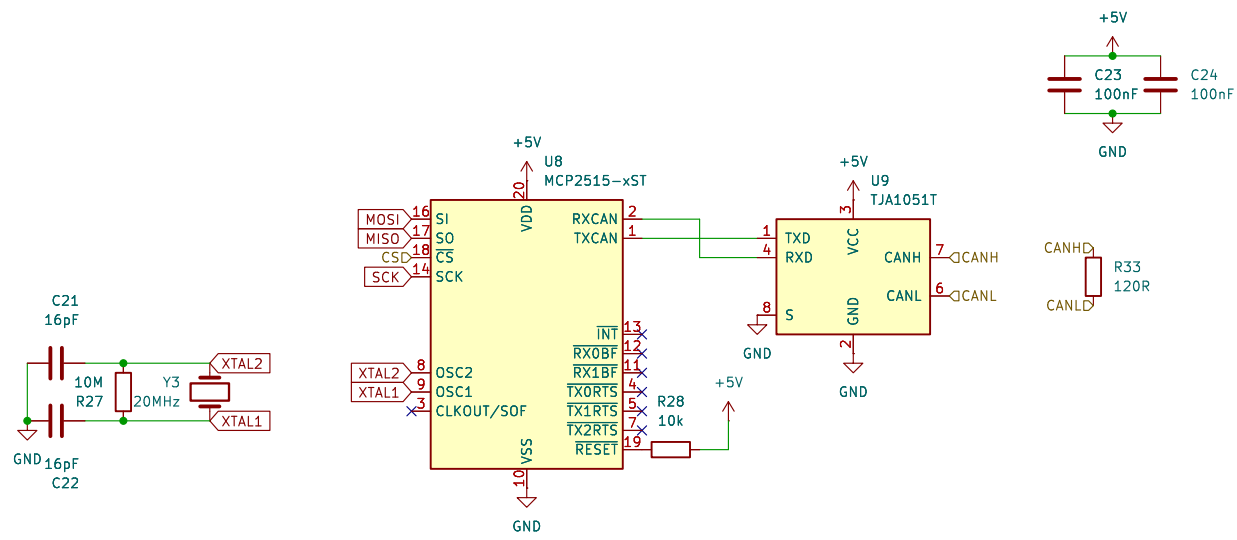 +5V
C23
100nF
C24
100nF
GND
+5V
U8
MCP2515-xST
20
VDD
MOSI
16
SI
MISO
17
SO
CS
18
CS
SCK
14
SCK
RXCAN
2
TXCAN
1
+5V
U9
TJA1051T
3
VCC
1
TXD
4
RXD
CANH
7
CANH
CANL
6
CANL
8
S
GND
GND
2
GND
CANH
R33
120R
CANL
INT
13
RX0BF
12
RX1BF
11
TX0RTS
4
TX1RTS
5
TX2RTS
7
RESET
19
R28
10k
+5V
XTAL2
8
OSC2
XTAL1
9
OSC1
3
CLKOUT/SOF
VSS
10
GND
C21
16pF
XTAL2
10M
R27
Y3
20MHz
XTAL1
GND
16pF
C22